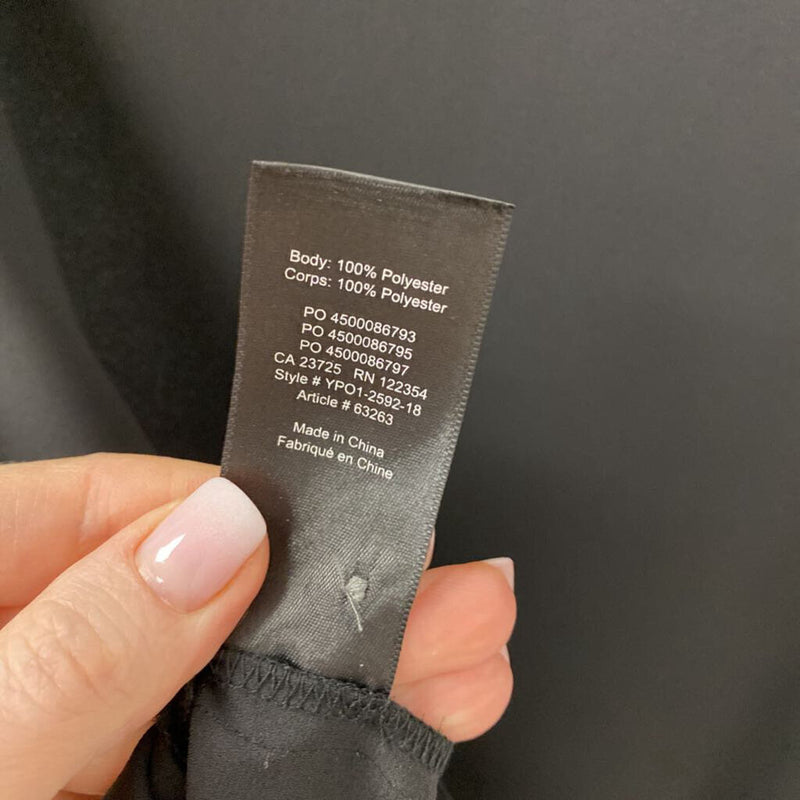 Body: 100% Polyester
Corps: 100% Polyester
PO 4500086793
PO 4500086795
PO 4500086797
CA 23725 RN 122354
Style # YPO1-2592-18
Article # 63263
Made in China
Fabriqué en Chine